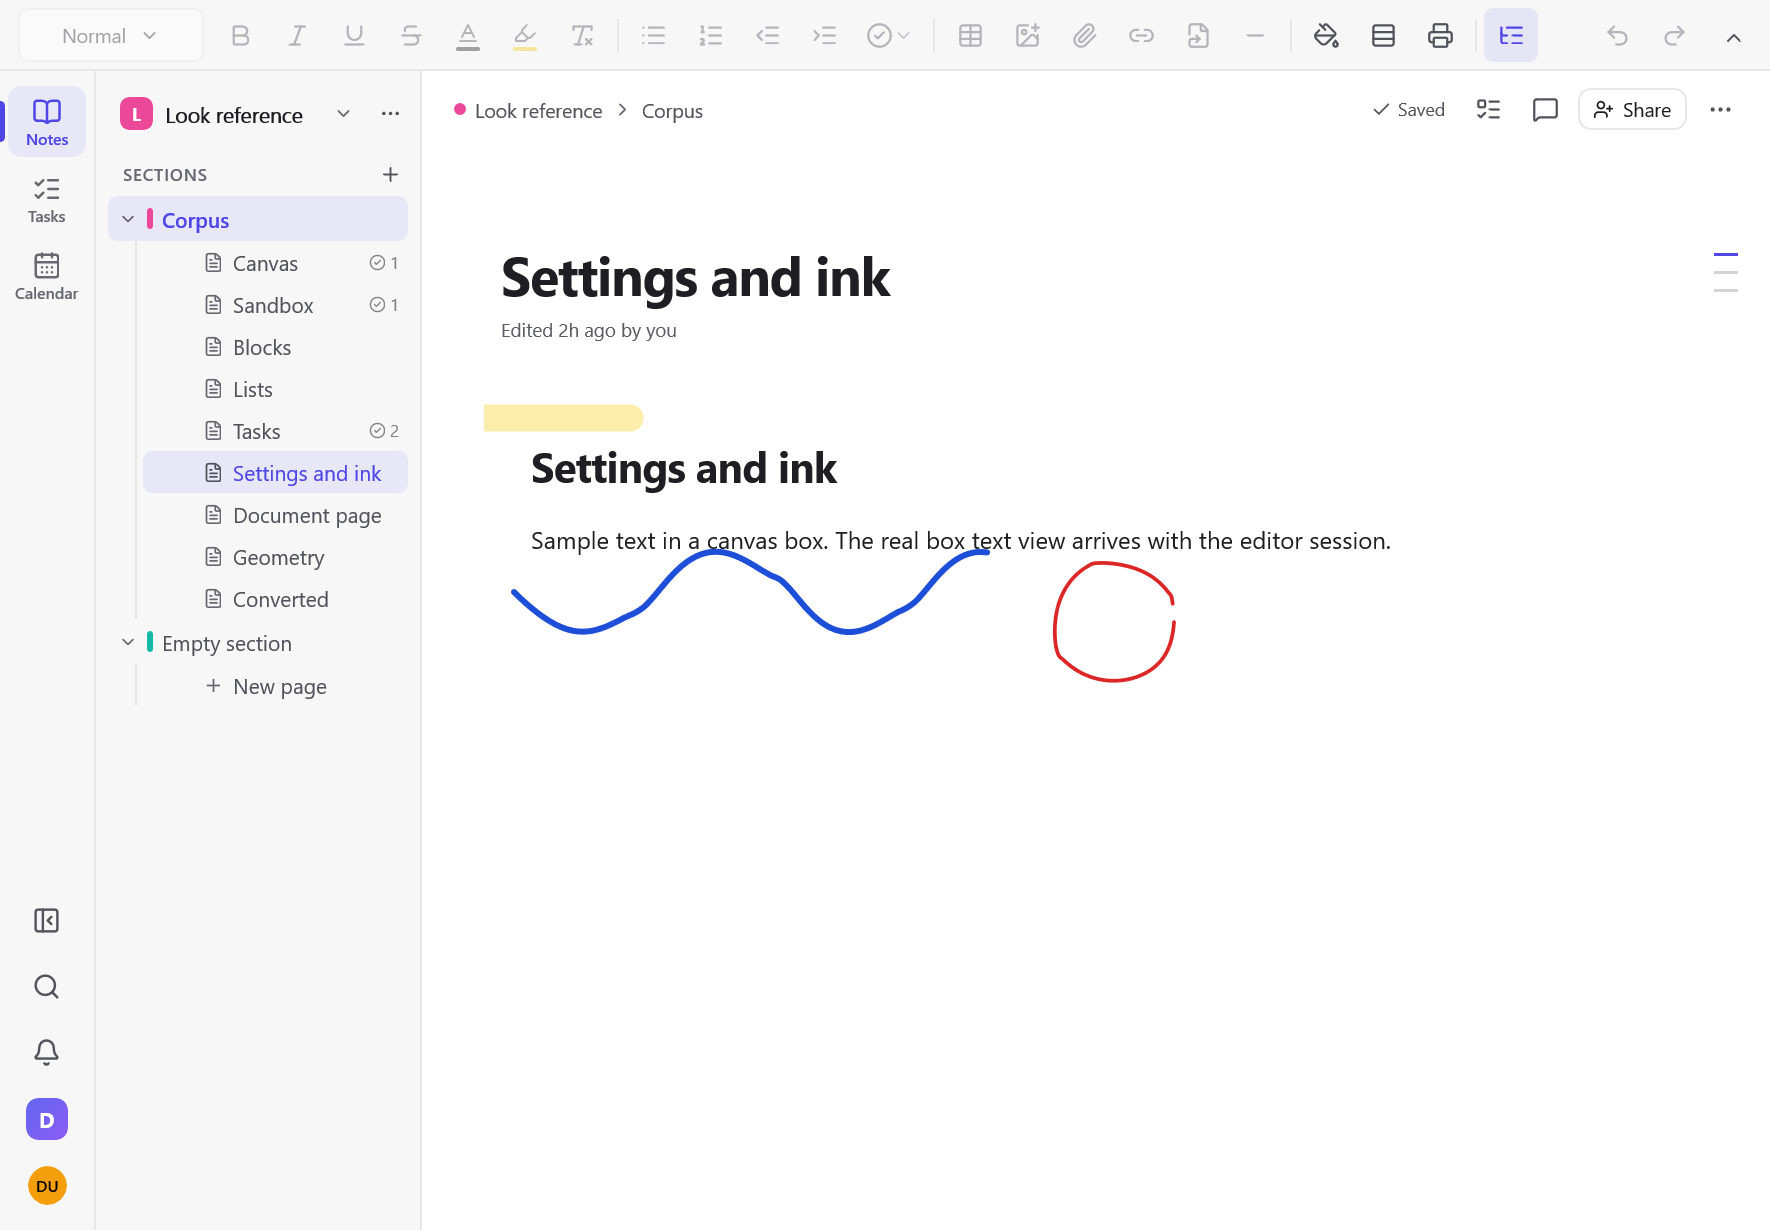 Normal
Notes
Tasks
Calendar
D
DU
L Look reference
SECTIONS
Corpus
Canvas 1
Sandbox 1
Blocks
Lists
Tasks 2
Settings and ink
Document page
Geometry
Converted
Empty section
New page
Look reference > Corpus
Saved
Share
Settings and ink
Edited 2h ago by you
Settings and ink
Sample text in a canvas box. The real box text view arrives with the editor session.